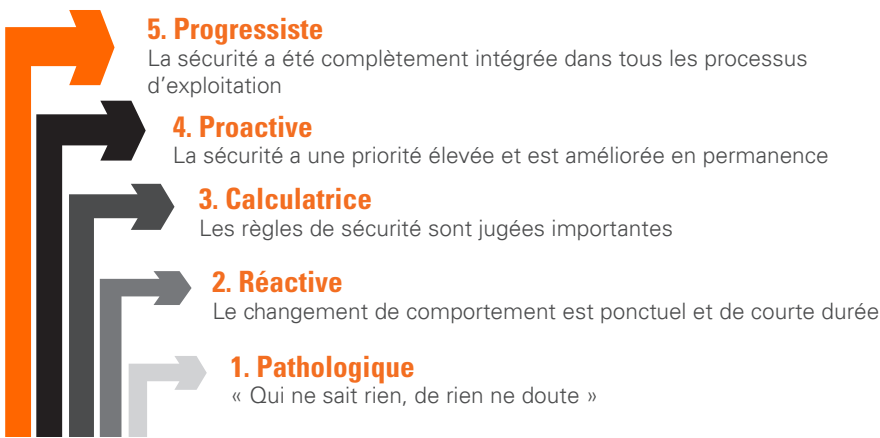 5. Progressiste
La sécurité a été complètement intégrée dans tous les processus
d’exploitation
4. Proactive
La sécurité a une priorité élevée et est améliorée en permanence
3. Calculatrice
Les règles de sécurité sont jugées importantes
2. Réactive
Le changement de comportement est ponctuel et de courte durée
1. Pathologique
« Qui ne sait rien, de rien ne doute »